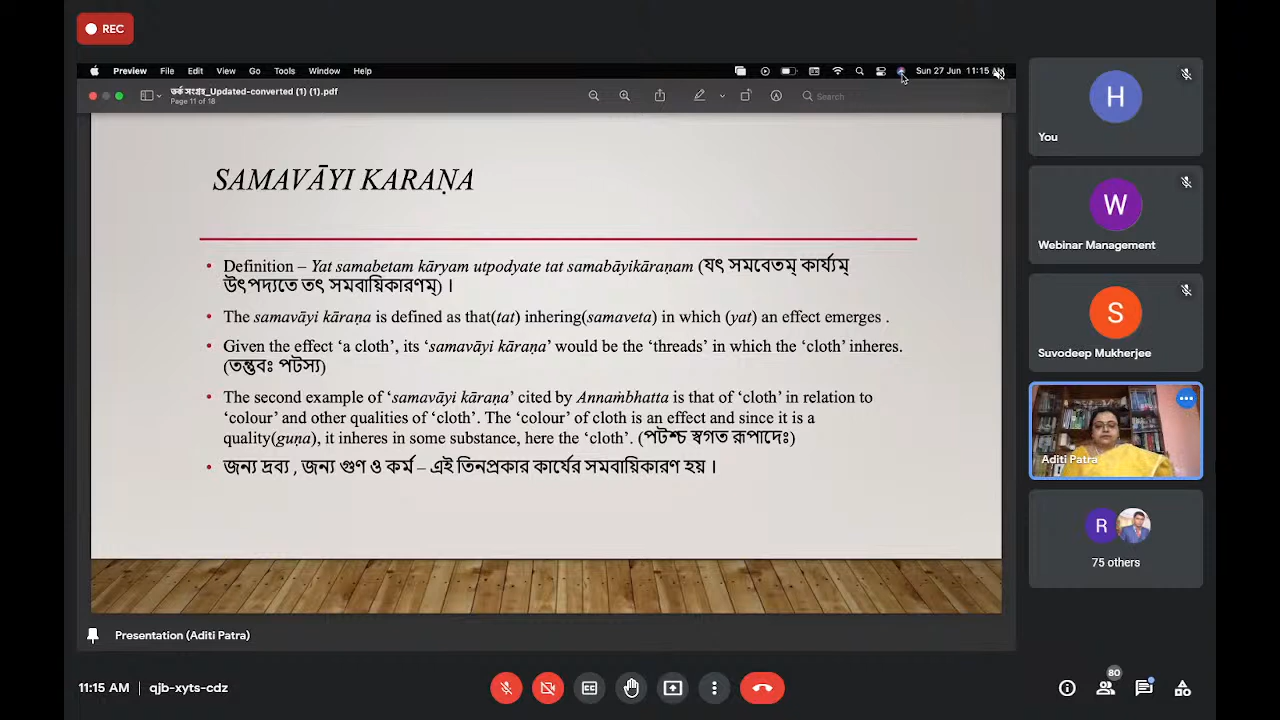 REC
Preview File Edit View Go Tools Window Help
Sun 27 Jun 11:15 AM
তর্ক সংগ্রহ_Updated-converted (1) (1).pdf
Page 11 of 18
Search
SAMAVĀYI KARAṆA
• Definition – Yat samabetam kāryam utpodyate tat samabāyikāraṇam (যৎ সমবেতম্ কার্য্যম্
উৎপদ্যতে তৎ সমবায়িকারণম্) ।
• The samavāyi kāraṇa is defined as that(tat) inhering(samaveta) in which (yat) an effect emerges .
• Given the effect ‘a cloth’, its ‘samavāyi kāraṇa’ would be the ‘threads’ in which the ‘cloth’ inheres.
(তন্তুবঃ পটস্য)
• The second example of ‘samavāyi kāraṇa’ cited by Annaṁbhatta is that of ‘cloth’ in relation to
‘colour’ and other qualities of ‘cloth’. The ‘colour’ of cloth is an effect and since it is a
quality(guṇa), it inheres in some substance, here the ‘cloth’. (পটশ্চ স্বগত রূপাদেঃ)
• জন্য দ্রব্য , জন্য গুণ ও কর্ম – এই তিনপ্রকার কার্যের সমবায়িকারণ হয় ।
Presentation (Aditi Patra)
H
You
W
Webinar Management
S
Suvodeep Mukherjee
Aditi Patra
R
75 others
11:15 AM qjb-xyts-cdz
80